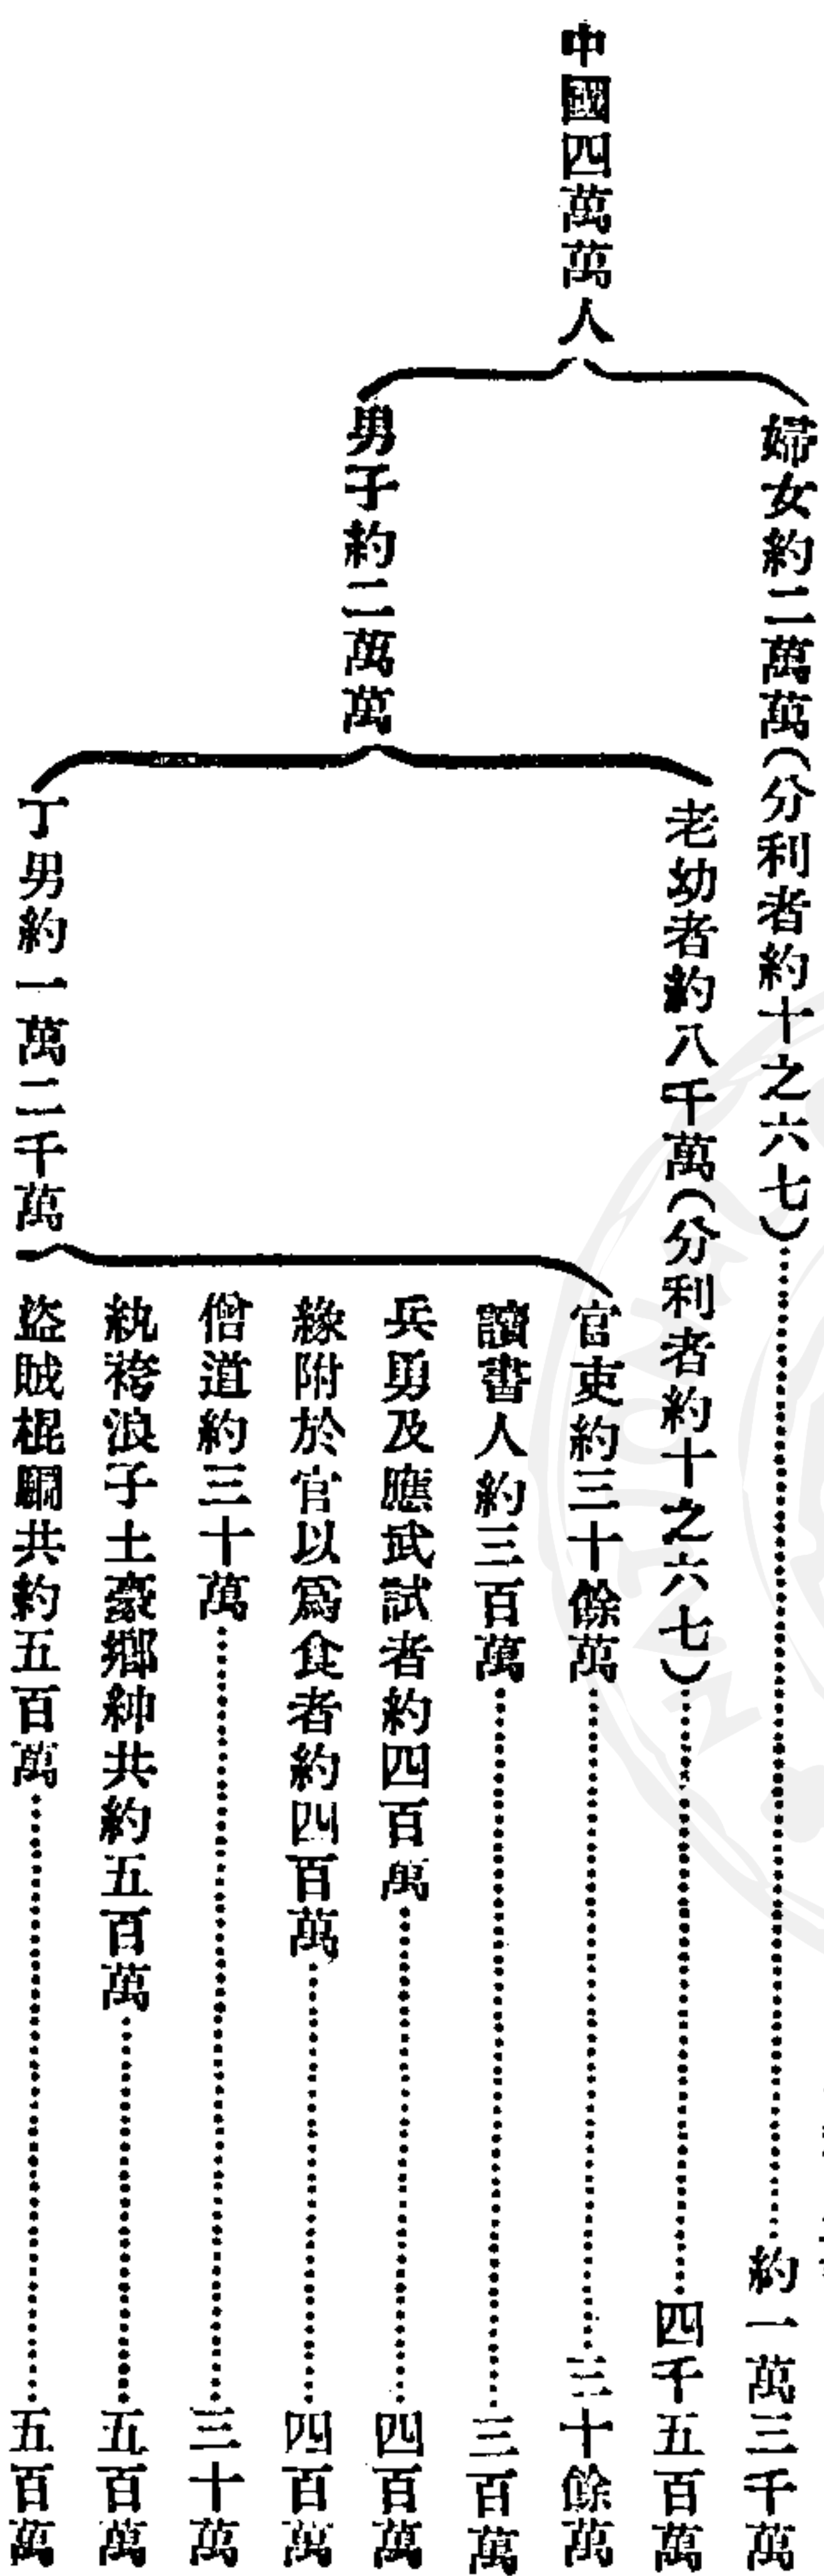 中國四萬萬人
婦女約二萬萬（分利者約十之六七）……約一萬三千萬
男子約二萬萬
老幼者約八千萬（分利者約十之六七）……四千五百萬
丁男約一萬二千萬
官吏約三十餘萬……三十餘萬
讀書人約三百萬……三百萬
兵勇及應武試者約四百萬……四百萬
緣附於官以爲食者約四百萬……四百萬
僧道約三十萬……三十萬
紈袴浪子土豪鄉紳共約五百萬……五百萬
盜賊棍騙共約五百萬……五百萬